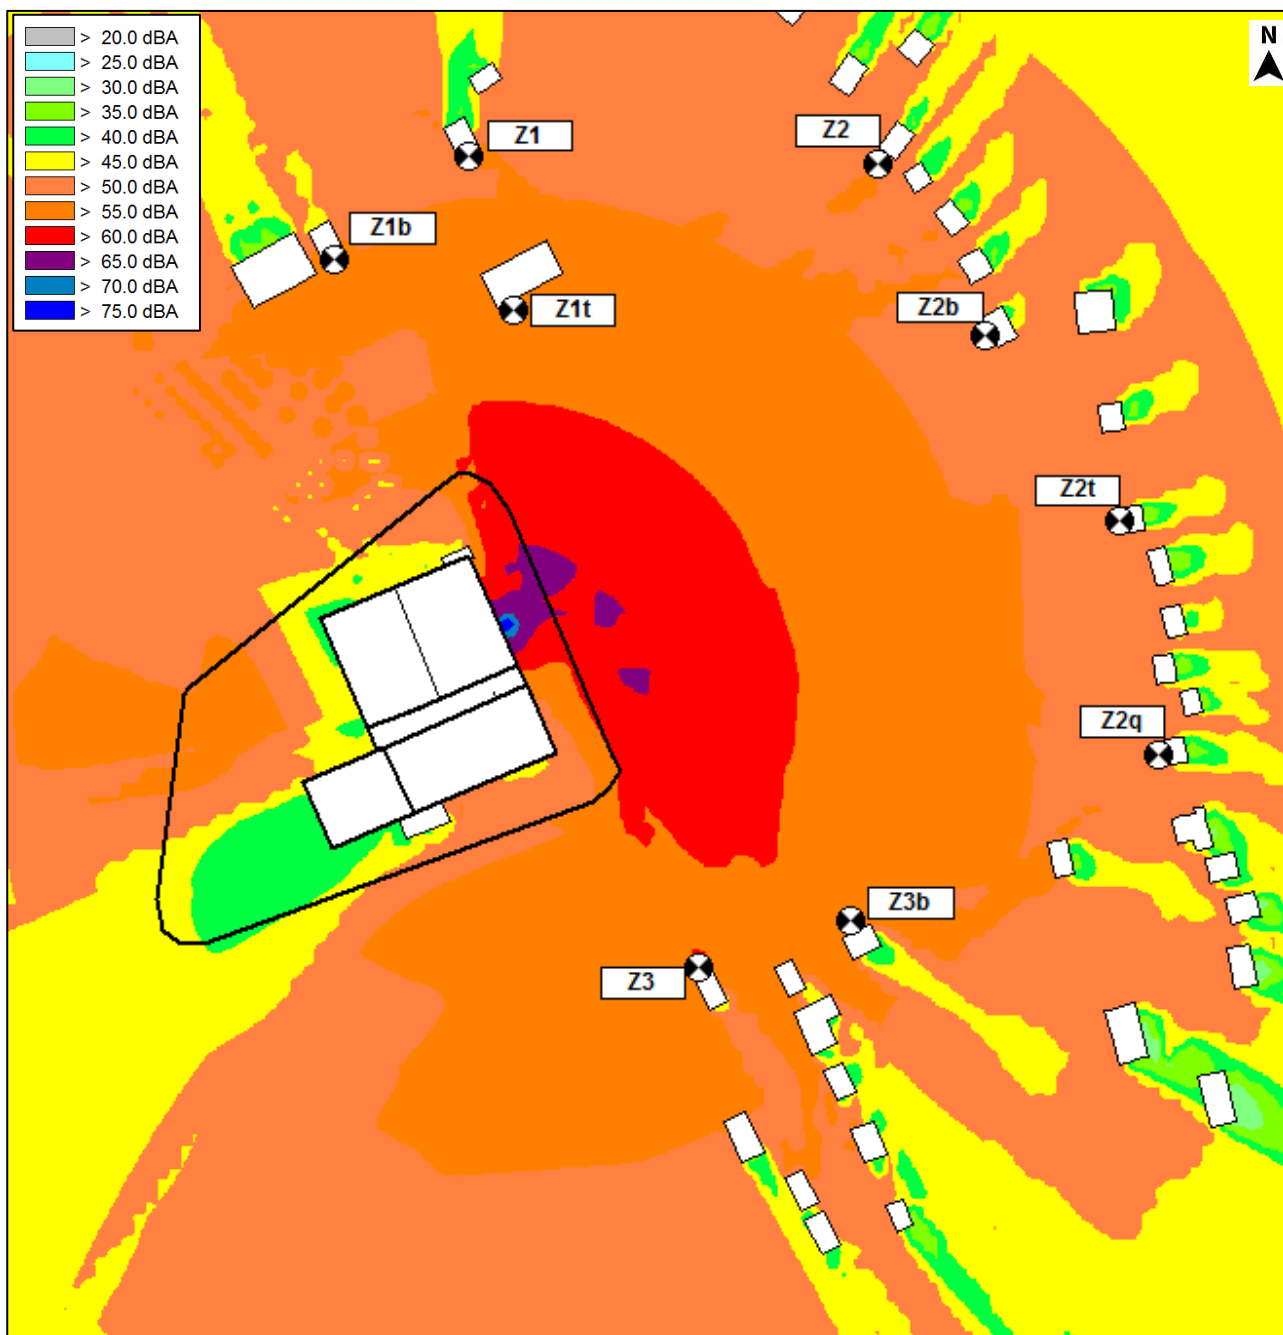 > 20.0 dBA
> 25.0 dBA
> 30.0 dBA
> 35.0 dBA
> 40.0 dBA
> 45.0 dBA
> 50.0 dBA
> 55.0 dBA
> 60.0 dBA
> 65.0 dBA
> 70.0 dBA
> 75.0 dBA
N
Z1
Z2
Z1b
Z1t
Z2b
Z2t
Z2q
Z3b
Z3